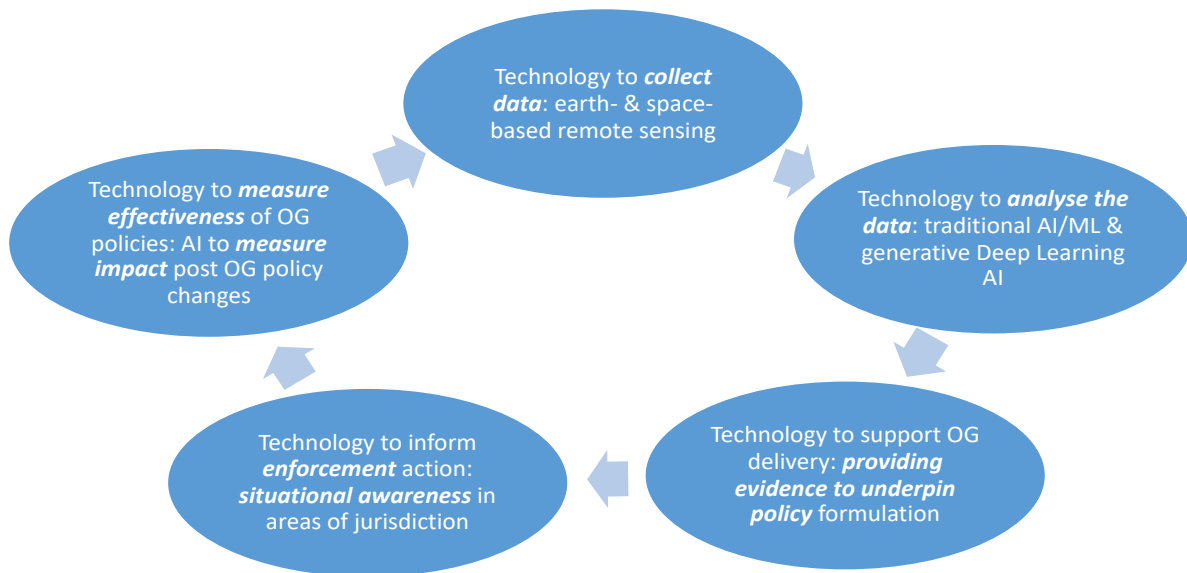 Technology to collect
data: earth- & space-
based remote sensing
Technology to analyse the
data: traditional AI/ML &
generative Deep Learning
AI
Technology to support OG
delivery: providing
evidence to underpin
policy formulation
Technology to inform
enforcement action:
situational awareness in
areas of jurisdiction
Technology to measure
effectiveness of OG
policies: AI to measure
impact post OG policy
changes